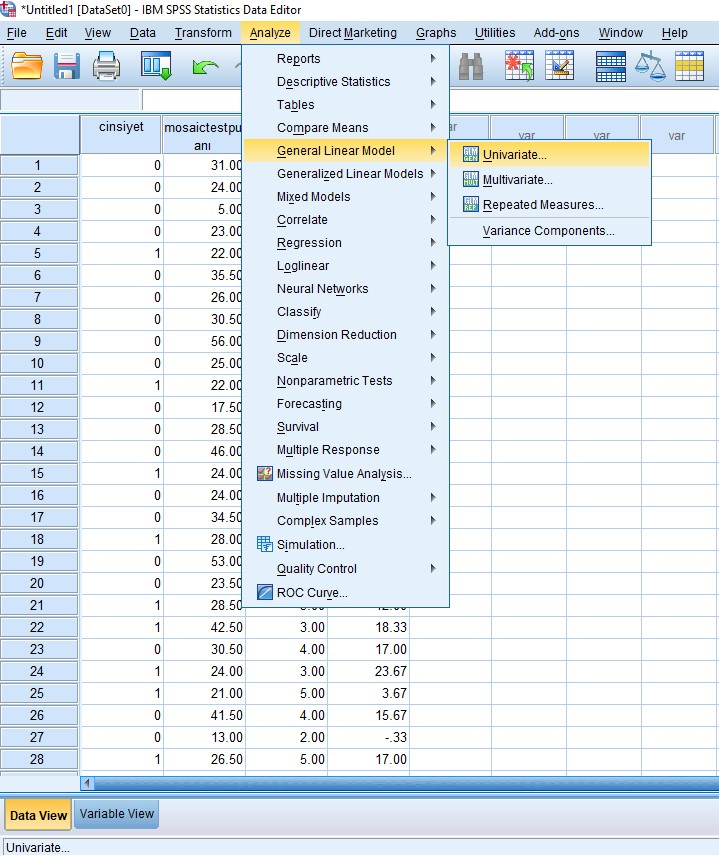 *Untitled1 [DataSet0] - IBM SPSS Statistics Data Editor
File Edit View Data Transform Analyze Direct Marketing Graphs Utilities Add-ons Window Help
Reports
Descriptive Statistics
Tables
Compare Means
General Linear Model
Generalized Linear Models
Mixed Models
Correlate
Regression
Loglinear
Neural Networks
Classify
Dimension Reduction
Scale
Nonparametric Tests
Forecasting
Survival
Multiple Response
Missing Value Analysis...
Multiple Imputation
Complex Samples
Simulation...
Quality Control
ROC Curve...
Univariate...
Multivariate...
Repeated Measures...
Variance Components...
cinsiyet mosaictestpu
anı
var var var
1 0 31.00
2 0 24.00
3 0 5.00
4 0 23.00
5 1 22.00
6 0 35.50
7 0 26.00
8 0 30.50
9 0 56.00
10 0 25.00
11 1 22.00
12 0 17.50
13 0 28.50
14 0 46.00
15 1 24.00
16 0 24.00
17 0 34.50
18 1 28.00
19 0 53.00
20 0 23.50
21 1 28.50
22 1 42.50 3.00 18.33
23 0 30.50 4.00 17.00
24 1 24.00 3.00 23.67
25 1 21.00 5.00 3.67
26 0 41.50 4.00 15.67
27 0 13.00 2.00 -.33
28 1 26.50 5.00 17.00
Data View Variable View
Univariate...